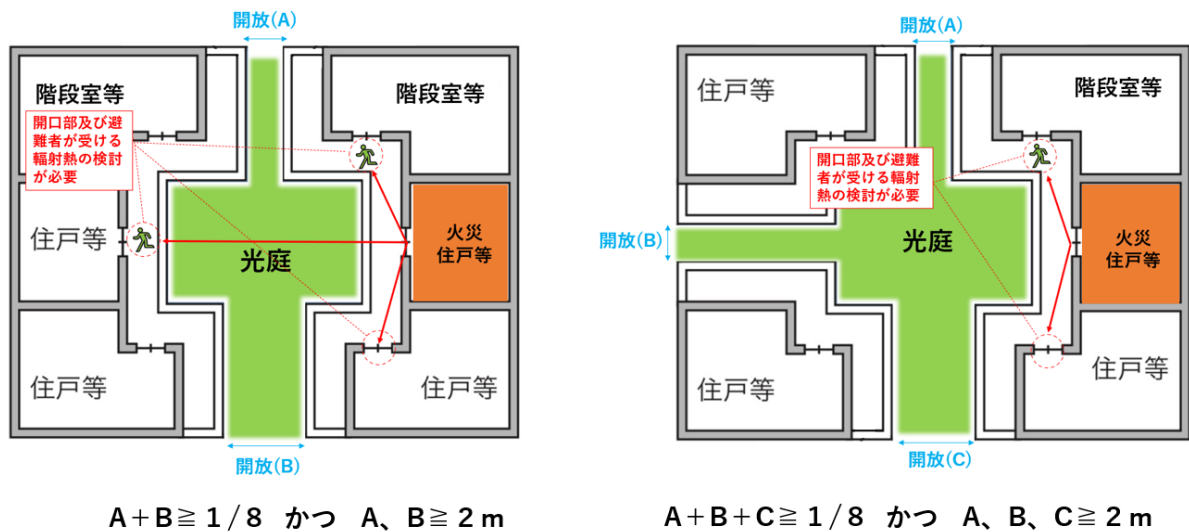 開放(A)
階段室等
階段室等
開口部及び避
難者が受ける
輻射熱の検討
が必要
住戸等
光庭
火災
住戸等
住戸等
住戸等
開放(B)
A+B≧1/8 かつ A、B≧2m
開放(A)
住戸等
階段室等
開口部及び避難
者が受ける輻射
熱の検討が必要
開放(B)
光庭
火災
住戸等
住戸等
住戸等
開放(C)
A+B+C≧1/8 かつ A、B、C≧2m